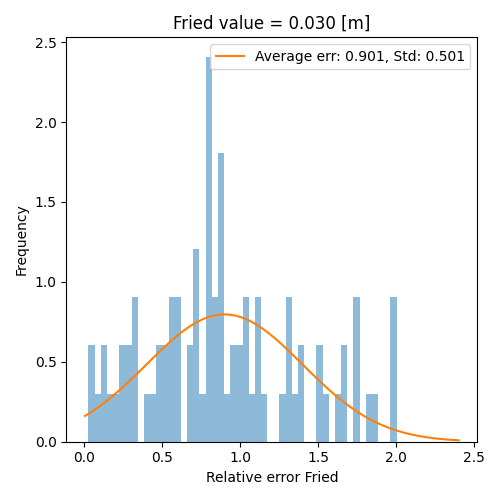 Fried value = 0.030 [m]
Average err: 0.901, Std: 0.501
2.5
2.0
1.5
1.0
0.5
0.0
Frequency
0.0 0.5 1.0 1.5 2.0 2.5
Relative error Fried